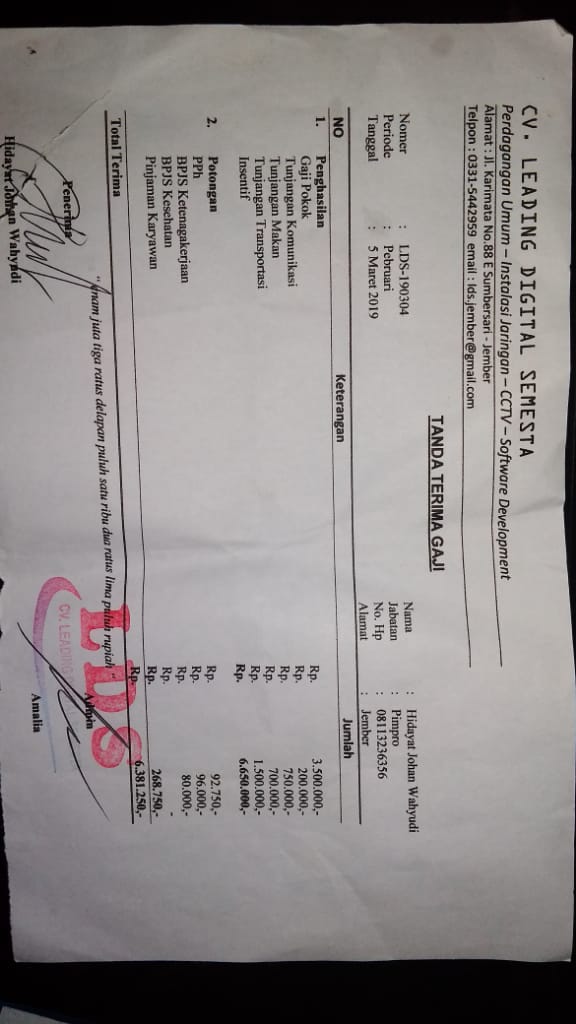 CV. LEADING DIGITAL SEMESTA
Perdagangan Umum – Instalasi Jaringan – CCTV – Software Development
Alamat : Jl. Karimata No.88 E Sumbersari - Jember
Telpon : 0331-5442959 email : lds.jember@gmail.com
TANDA TERIMA GAJI
Nomer : LDS-190304 Nama : Hidayat Johan Wahyudi
Periode : Pebruari Jabatan : Pimpro
Tanggal : 5 Maret 2019 No. Hp : 08113236356
Alamat : Jember
NO Keterangan Jumlah
1. Penghasilan
Gaji Pokok Rp. 3.500.000,-
Tunjangan Komunikasi Rp. 200.000,-
Tunjangan Makan Rp. 750.000,-
Tunjangan Transportasi Rp. 700.000,-
Insentif Rp. 1.500.000,-
Rp. 6.650.000,-
2. Potongan
PPh Rp. 92.750,-
BPJS Ketenagakerjaan Rp. 96.000,-
BPJS Kesehatan Rp. 80.000,-
Pinjaman Karyawan Rp. -
Rp. 268.750,-
Total Terima Rp. 6.381.250,-
"enam juta tiga ratus delapan puluh satu ribu dua ratus lima puluh rupiah"
Penerima Admin
LDS
CV. LEADING
Hidayat Johan Wahyudi Amalia